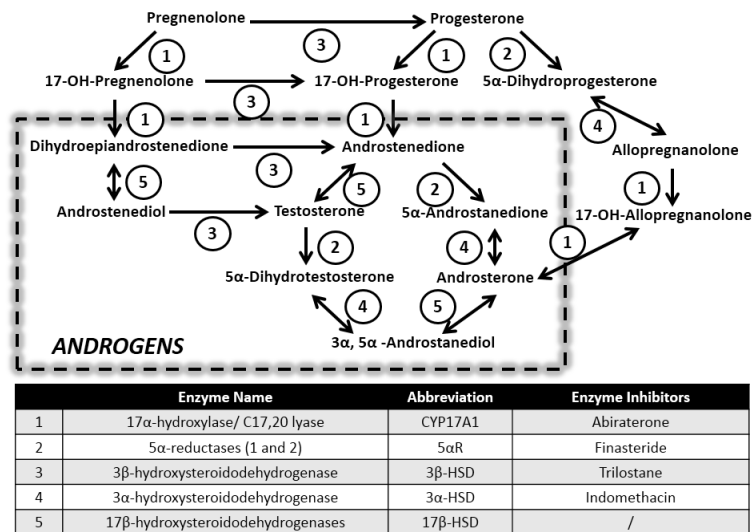 Pregnenolone Progesterone
3
1 1 2
17-OH-Pregnenolone 17-OH-Progesterone 5α-Dihydroprogesterone
3
1 1 4
Dihydroepiandrostenedione Androstenedione Allopregnanolone
3
5 5 2 1
Androstenediol Testosterone 5α-Androstanedione 17-OH-Allopregnanolone
3
2 4 1
5α-Dihydrotestosterone Androsterone
4 5
ANDROGENS 3α, 5α -Androstanediol
Enzyme Name Abbreviation Enzyme Inhibitors
1 17α-hydroxylase/ C17,20 lyase CYP17A1 Abiraterone
2 5α-reductases (1 and 2) 5αR Finasteride
3 3β-hydroxysteroidodehydrogenase 3β-HSD Trilostane
4 3α-hydroxysteroidodehydrogenase 3α-HSD Indomethacin
5 17β-hydroxysteroidodehydrogenases 17β-HSD /